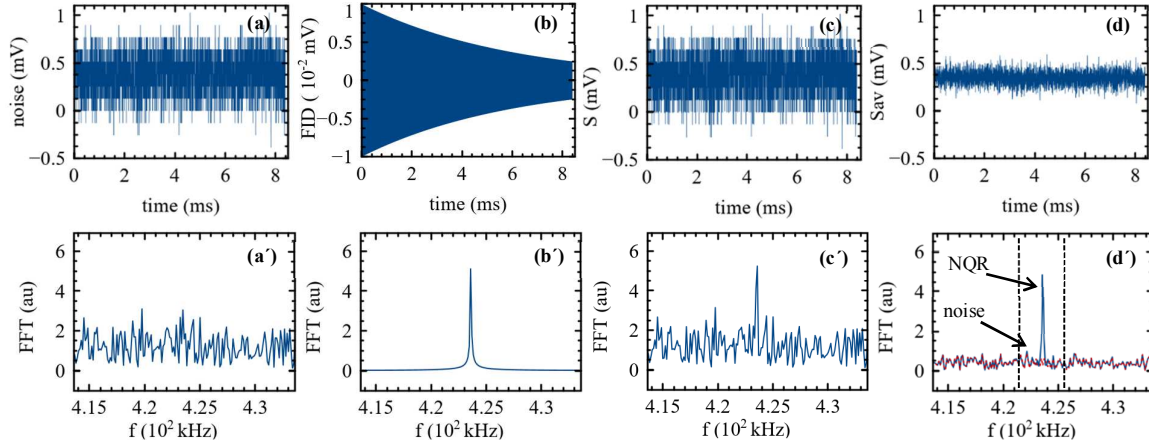 (a)
noise (mV)
1
0.5
0
−0.5
0 2 4 6 8
time (ms)
(b)
FID ( 10-2 mV)
1
0.5
0
−0.5
−1
0 2 4 6 8
time (ms)
(c)
S (mV)
1
0.5
0
−0.5
0 2 4 6 8
time (ms)
(d)
Sav (mV)
1
0.5
0
−0.5
0 2 4 6 8
time (ms)
(a´)
FFT (au)
6
4
2
0
4.15 4.2 4.25 4.3
f (10² kHz)
(b´)
FFT (au)
6
4
2
0
4.15 4.2 4.25 4.3
f (10² kHz)
(c´)
FFT (au)
6
4
2
0
4.15 4.2 4.25 4.3
f (10² kHz)
(d´)
NQR
noise
FFT (au)
6
4
2
0
4.15 4.2 4.25 4.3
f (10² kHz)